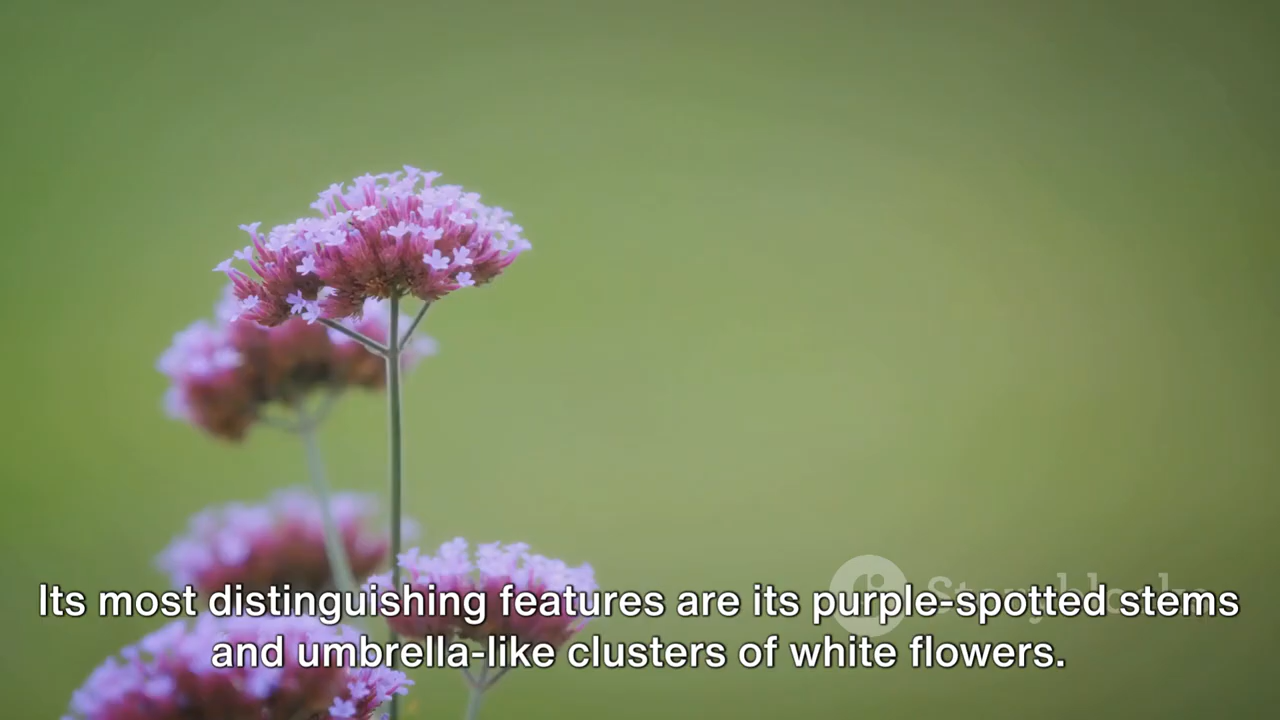 Its most distinguishing features are its purple-spotted stems
and umbrella-like clusters of white flowers.